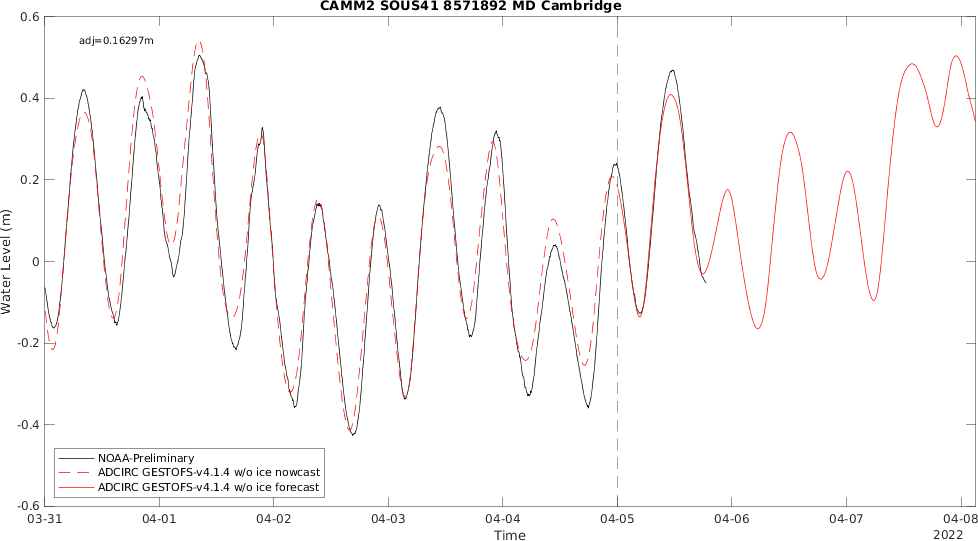 CAMM2 SOUS41 8571892 MD Cambridge
adj=0.16297m
0.6
0.4
0.2
0
-0.2
-0.4
-0.6
Water Level (m)
NOAA-Preliminary
ADCIRC GESTOFS-v4.1.4 w/o ice nowcast
ADCIRC GESTOFS-v4.1.4 w/o ice forecast
03-31 04-01 04-02 04-03 04-04 04-05 04-06 04-07 04-08
Time 2022